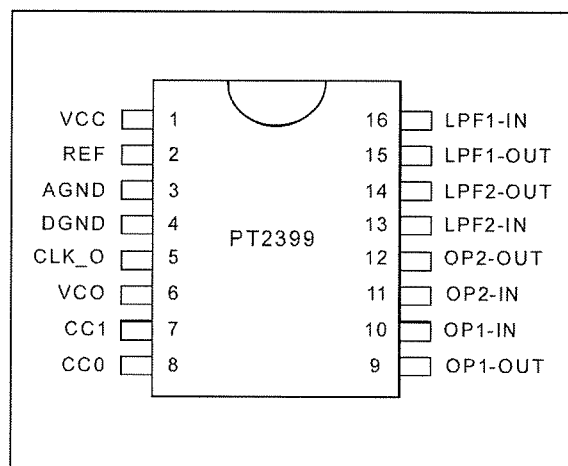 VCC 1 16 LPF1-IN
REF 2 15 LPF1-OUT
AGND 3 14 LPF2-OUT
DGND 4 13 LPF2-IN
PT2399
CLK_O 5 12 OP2-OUT
VCO 6 11 OP2-IN
CC1 7 10 OP1-IN
CC0 8 9 OP1-OUT